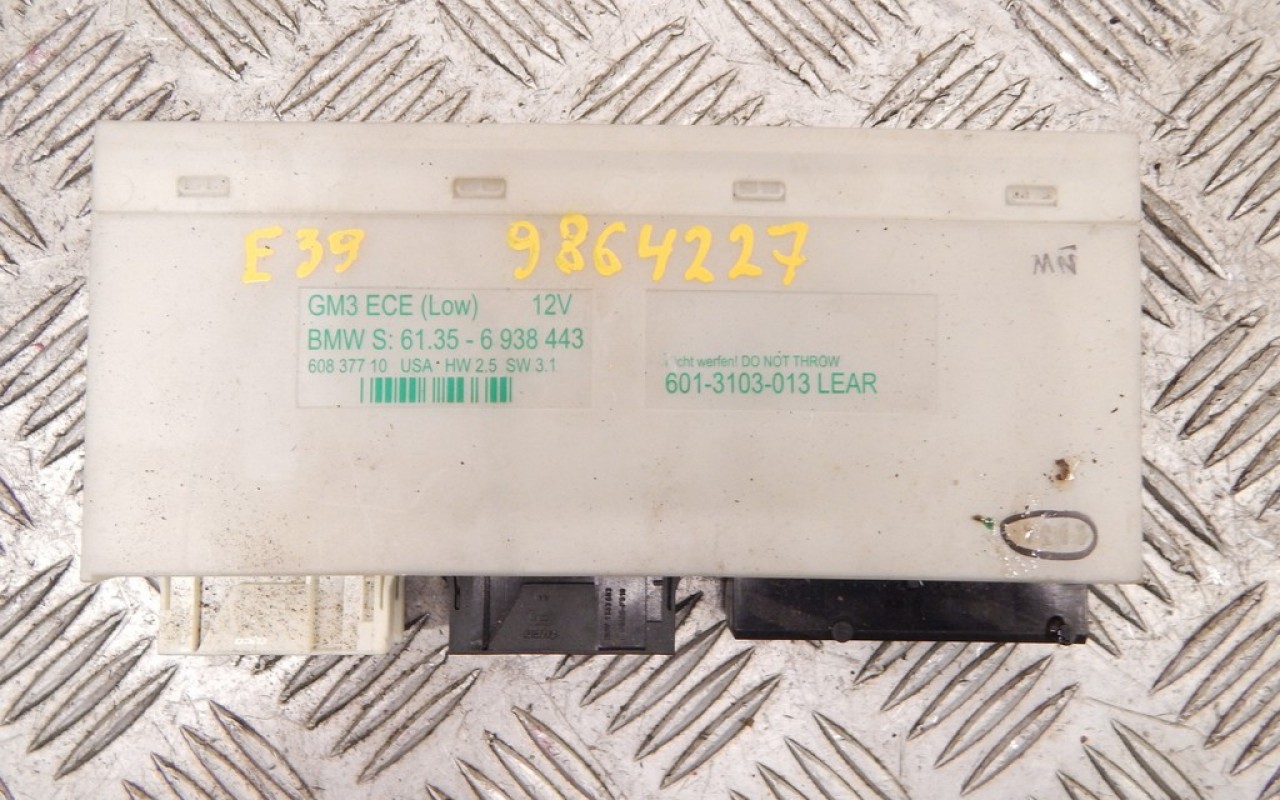 E39 9864227
MN
GM3 ECE (Low) 12V
BMW S: 61.35 - 6 938 443
608 377 10 USA HW 2.5 SW 3.1
werfen! DO NOT THROW
601-3103-013 LEAR